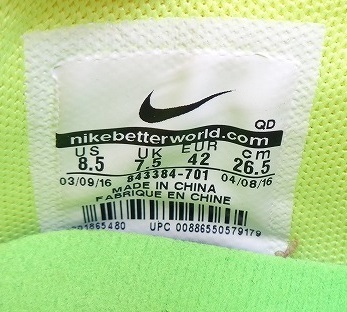 QD
nikebetterworld.com
US UK EUR cm
8.5 7.5 42 26.5
843384-701
03/09/16 04/08/16
MADE IN CHINA
FABRIQUE EN CHINE
UPC 00886550579179